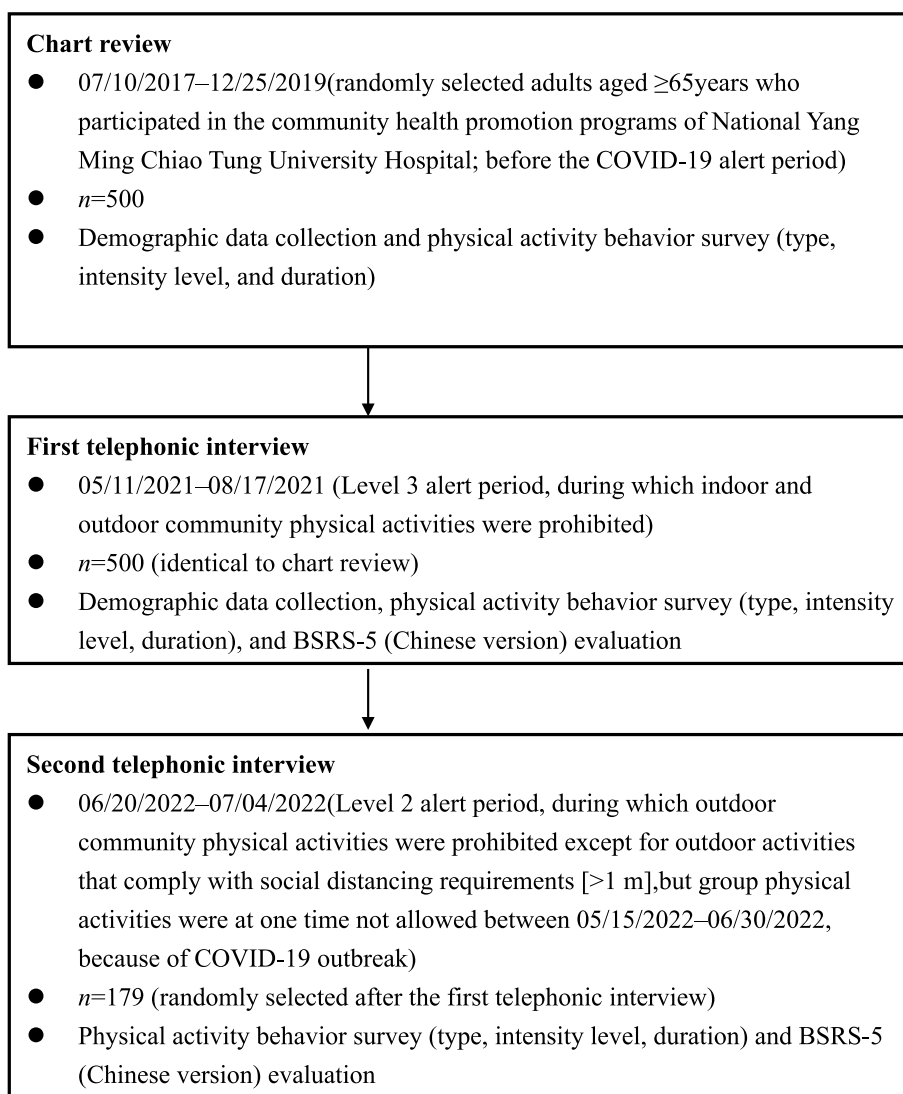 Chart review
● 07/10/2017–12/25/2019(randomly selected adults aged ≥65years who
participated in the community health promotion programs of National Yang
Ming Chiao Tung University Hospital; before the COVID-19 alert period)
● n=500
● Demographic data collection and physical activity behavior survey (type,
intensity level, and duration)
First telephonic interview
● 05/11/2021–08/17/2021 (Level 3 alert period, during which indoor and
outdoor community physical activities were prohibited)
● n=500 (identical to chart review)
● Demographic data collection, physical activity behavior survey (type, intensity
level, duration), and BSRS-5 (Chinese version) evaluation
Second telephonic interview
● 06/20/2022–07/04/2022(Level 2 alert period, during which outdoor
community physical activities were prohibited except for outdoor activities
that comply with social distancing requirements [>1 m],but group physical
activities were at one time not allowed between 05/15/2022–06/30/2022,
because of COVID-19 outbreak)
● n=179 (randomly selected after the first telephonic interview)
● Physical activity behavior survey (type, intensity level, duration) and BSRS-5
(Chinese version) evaluation